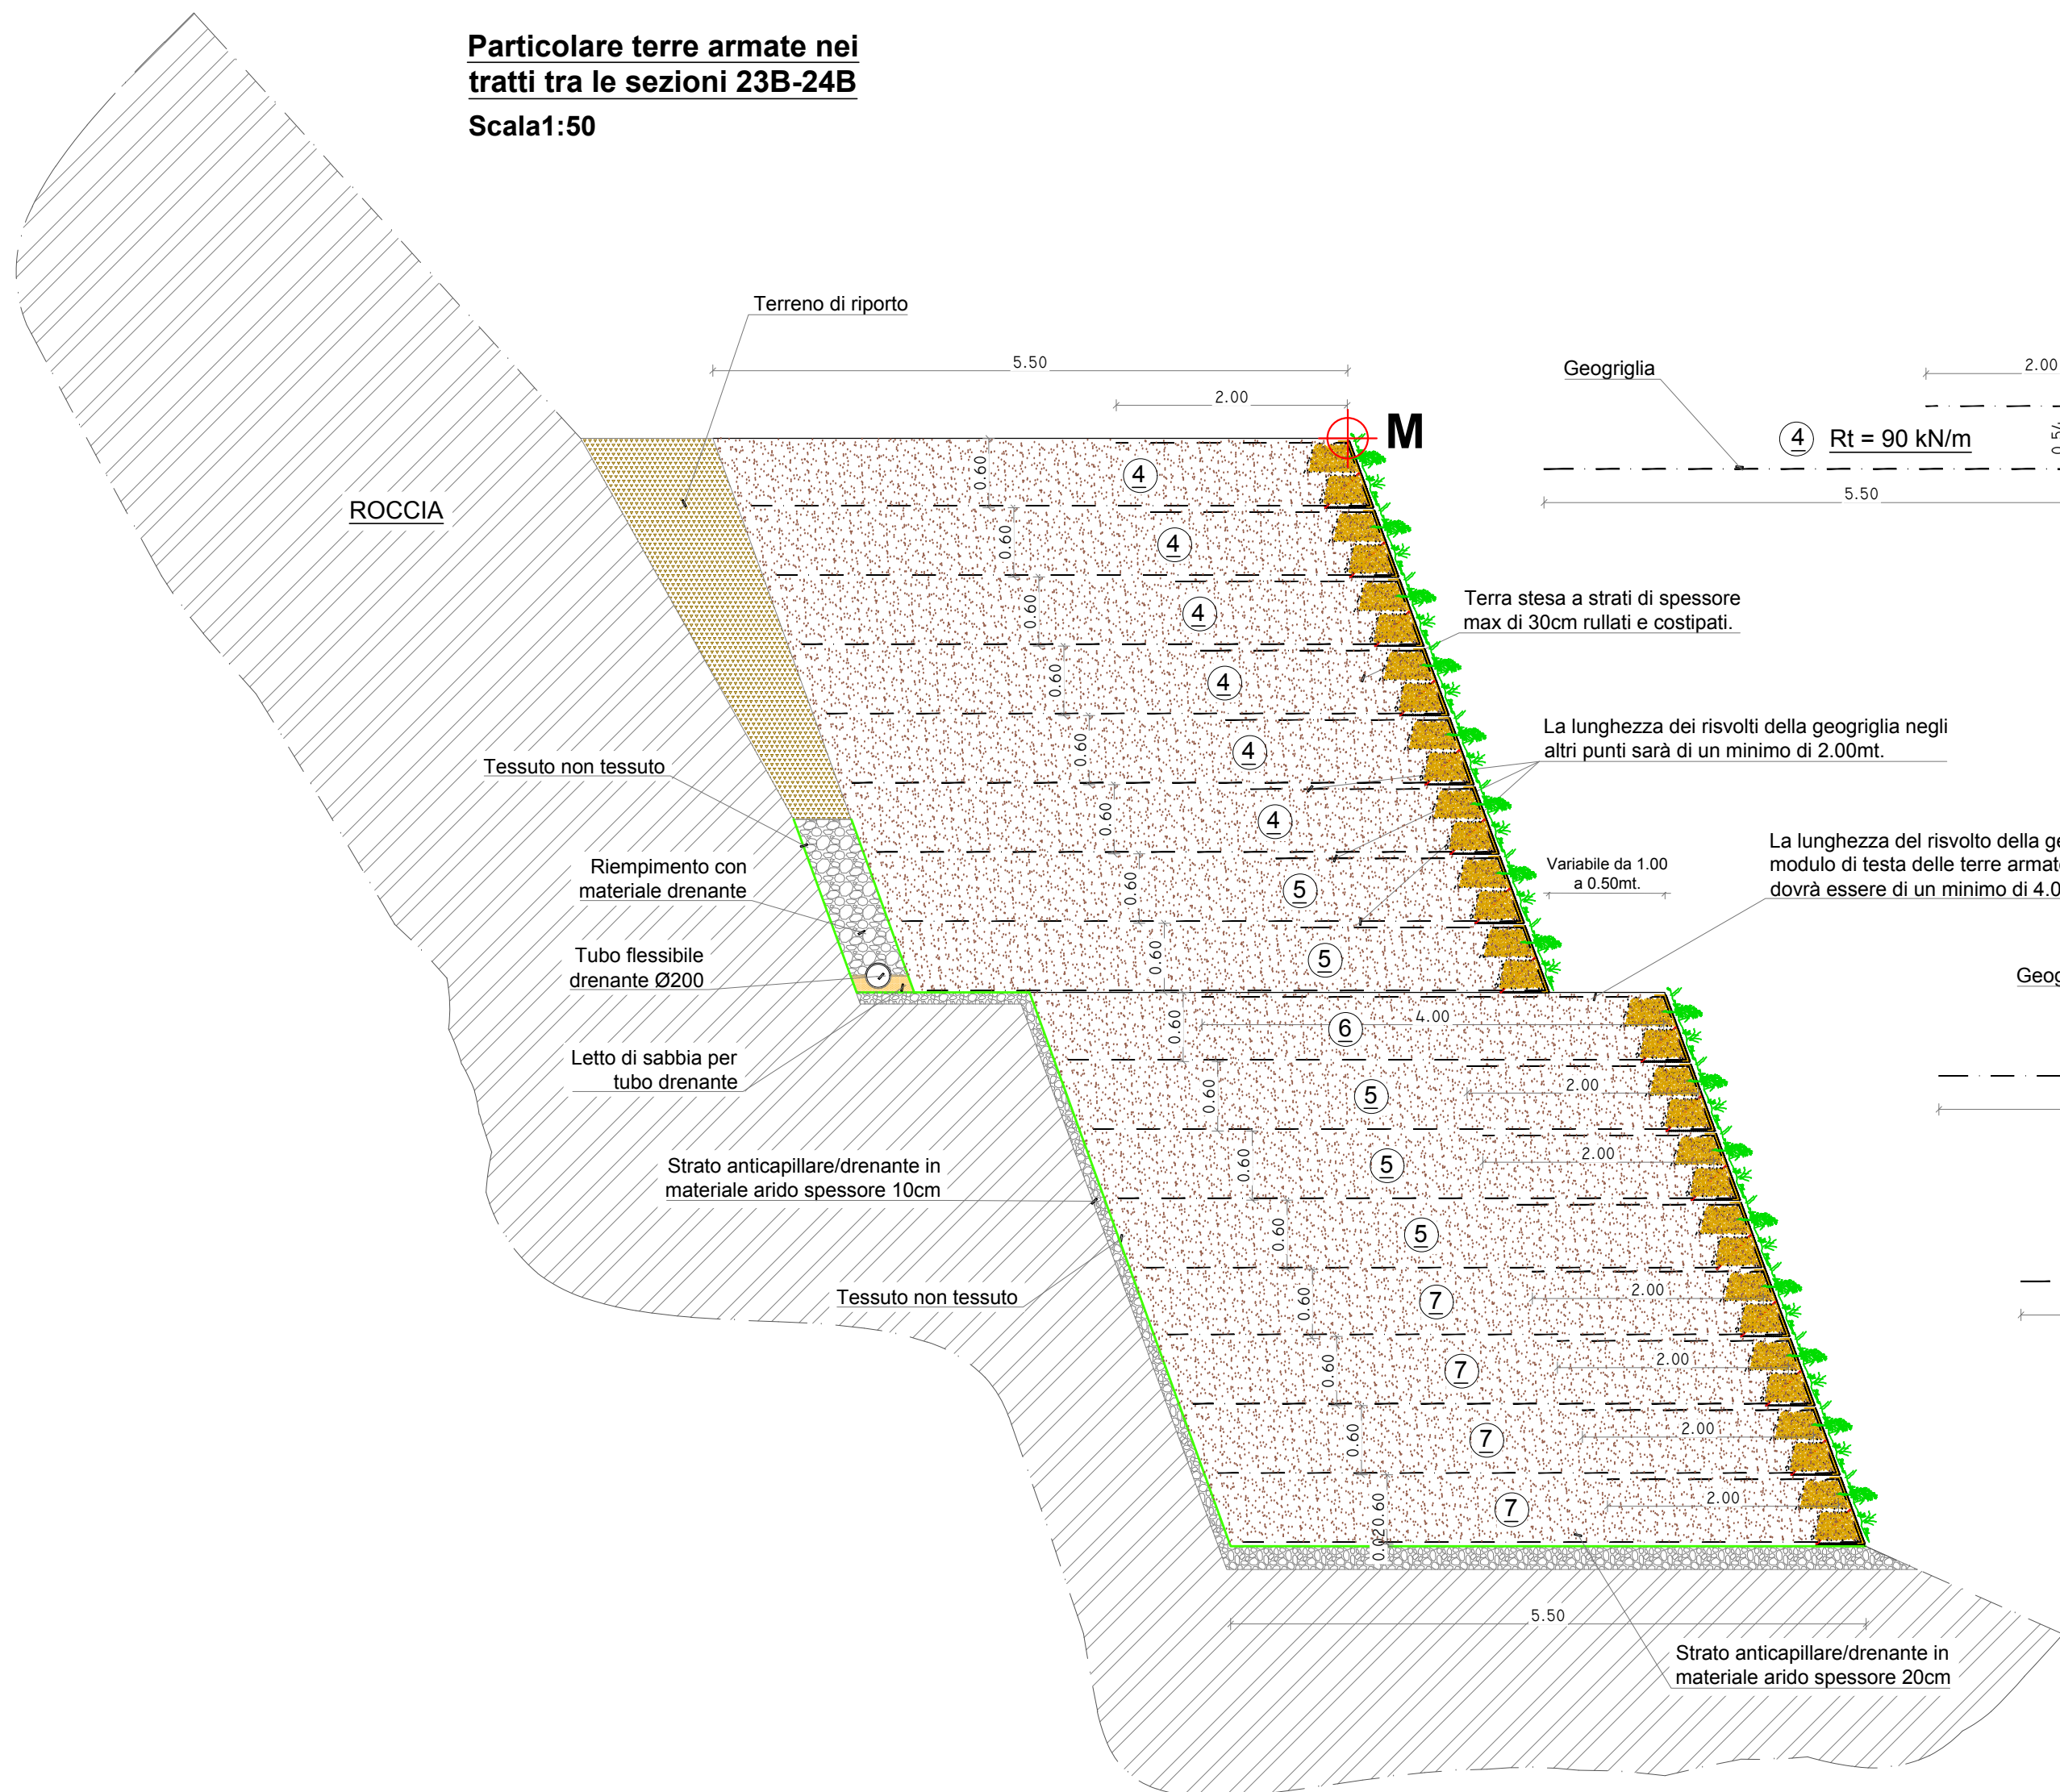 Particolare terre armate nei
tratti tra le sezioni 23B-24B
Scala1:50
Terreno di riporto
5.50
2.00
M
ROCCIA
Geogriglia
2.00
4 Rt = 90 kN/m
5.50
4
0.60
4
0.60
4
0.60
4
0.60
4
0.60
4
0.60
5
0.60
5
0.60
Terra stesa a strati di spessore
max di 30cm rullati e costipati.
La lunghezza dei risvolti della geogriglia negli
altri punti sarà di un minimo di 2.00mt.
Tessuto non tessuto
Riempimento con
materiale drenante
Variabile da 1.00
a 0.50mt.
La lunghezza del risvolto della
modulo di testa delle terre
dovrà essere di un minimo di
Tubo flessibile
drenante Ø200
Letto di sabbia per
tubo drenante
6
4.00
0.60
5
2.00
0.60
5
2.00
0.60
5
0.60
7
2.00
0.60
7
2.00
0.60
7
2.00
0.60
7
2.00
0.020.60
Strato anticapillare/drenante in
materiale arido spessore 10cm
Tessuto non tessuto
5.50
Strato anticapillare/drenante in
materiale arido spessore 20cm